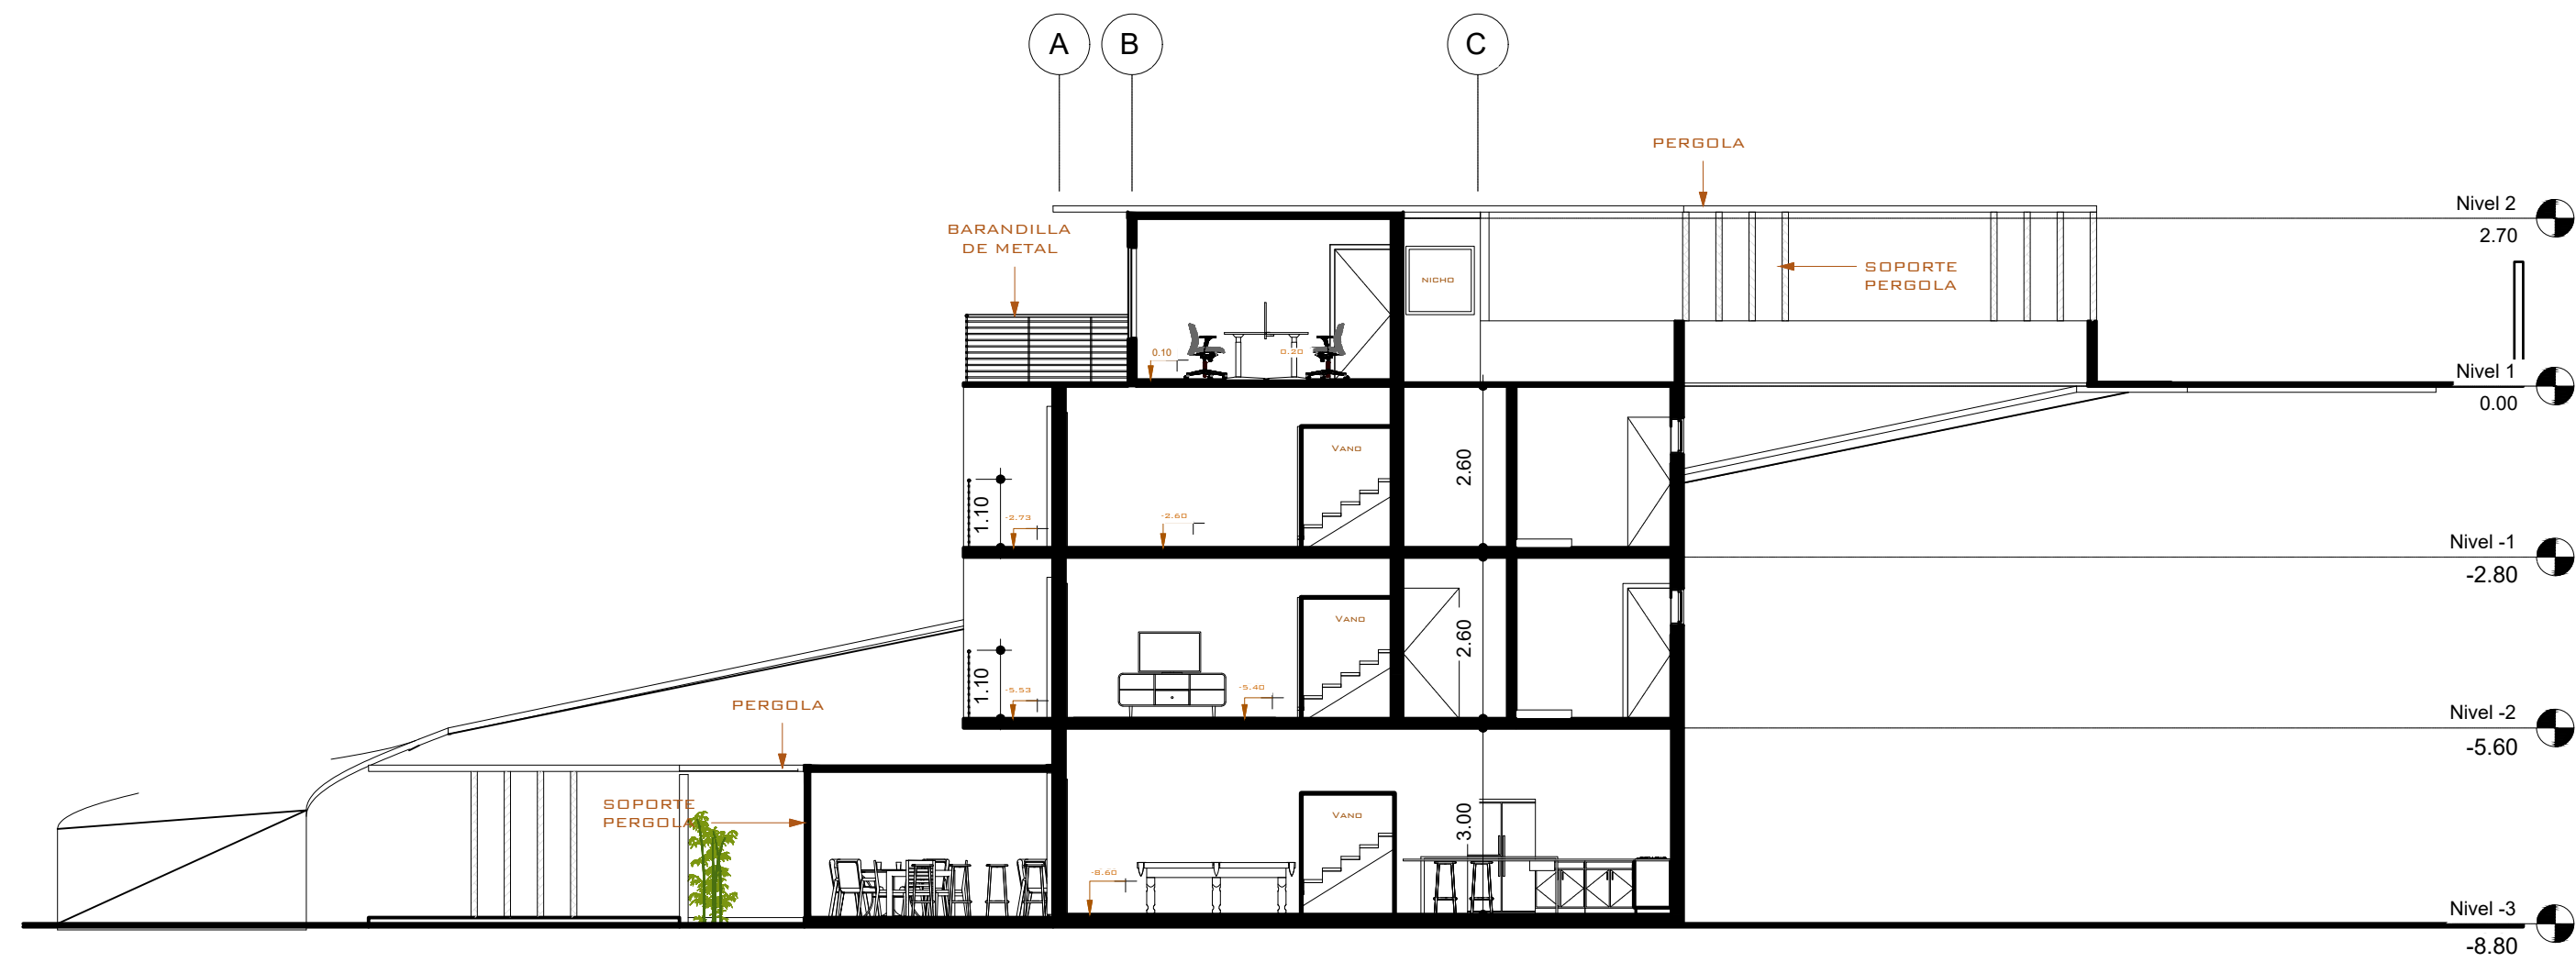 A B C
PERGOLA
Nivel 2
2.70
BARANDILLA
DE METAL
SOPORTE
PERGOLA
NICHO
0.10
0.20
Nivel 1
0.00
VANO
2.60
1.10
-2.73
-2.60
Nivel -1
-2.80
VANO
2.60
1.10
-5.53
-5.40
PERGOLA
Nivel -2
-5.60
SOPORTE
PERGOLA
VANO
3.00
-8.60
Nivel -3
-8.80